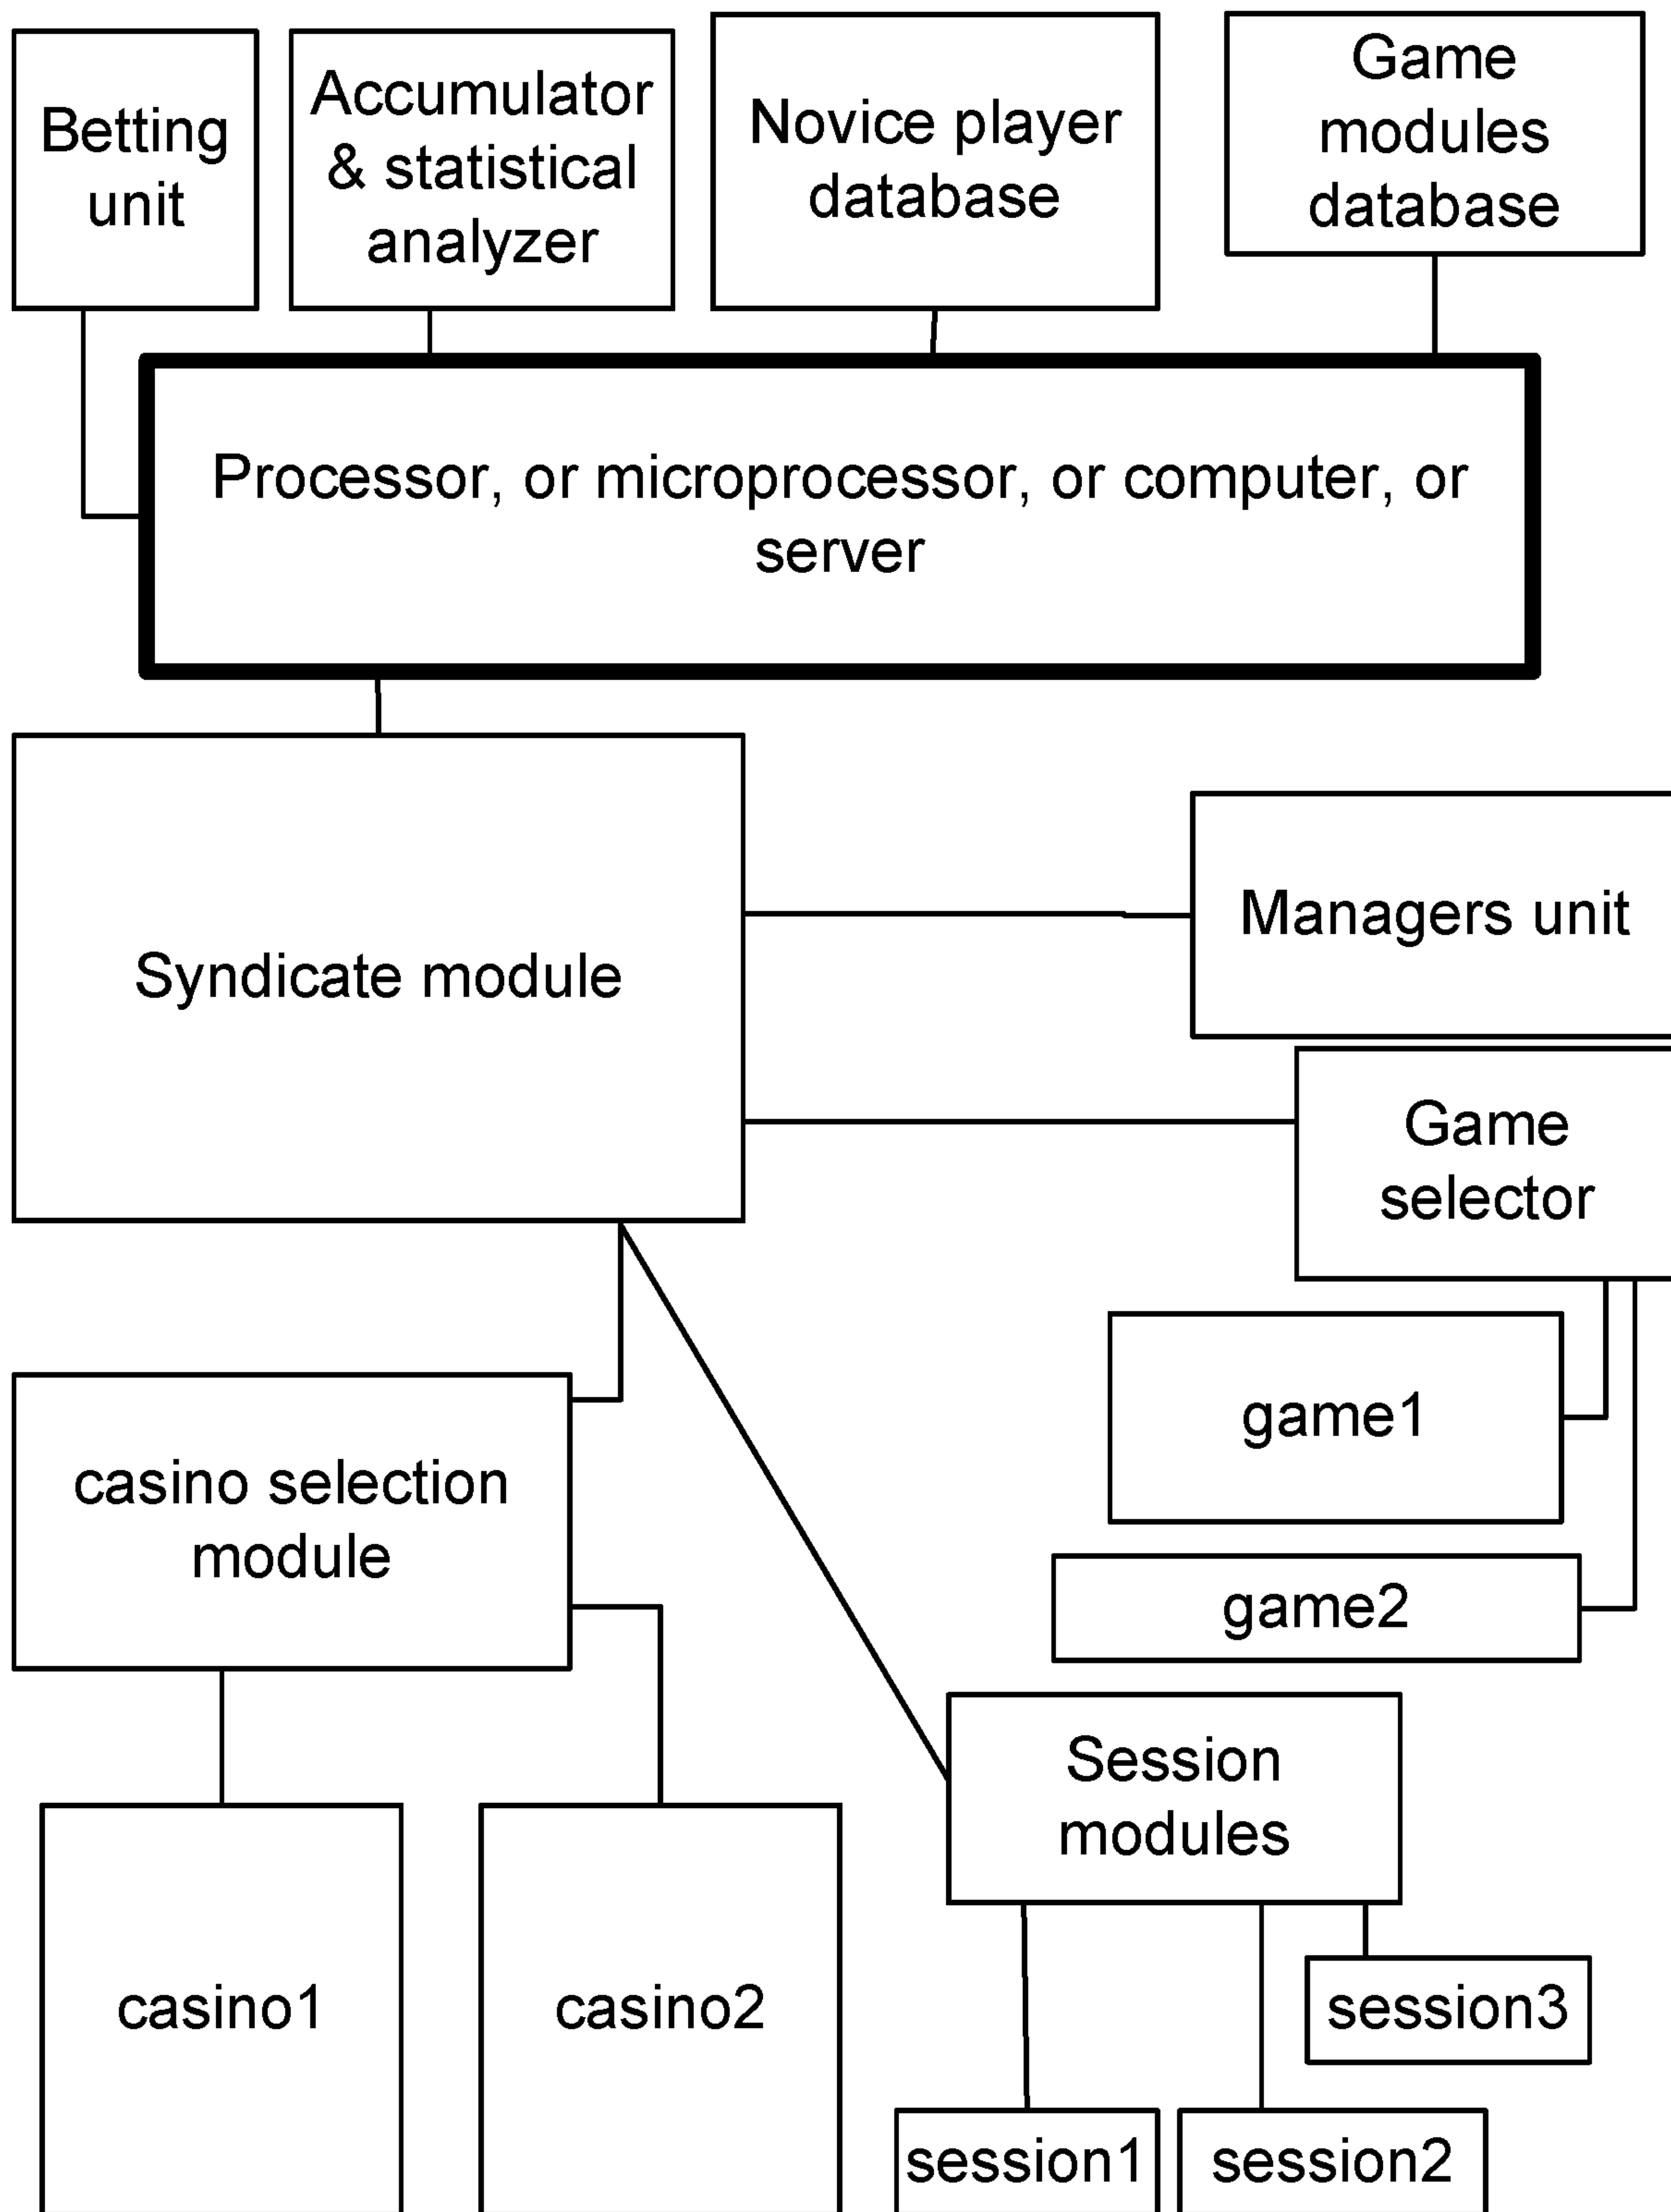 Betting
unit
Accumulator
& statistical
analyzer
Novice player
database
Game
modules
database
Processor, or microprocessor, or computer, or
server
Syndicate module
Managers unit
Game
selector
game1
game2
casino selection
module
Session
modules
casino1
casino2
session3
session1
session2